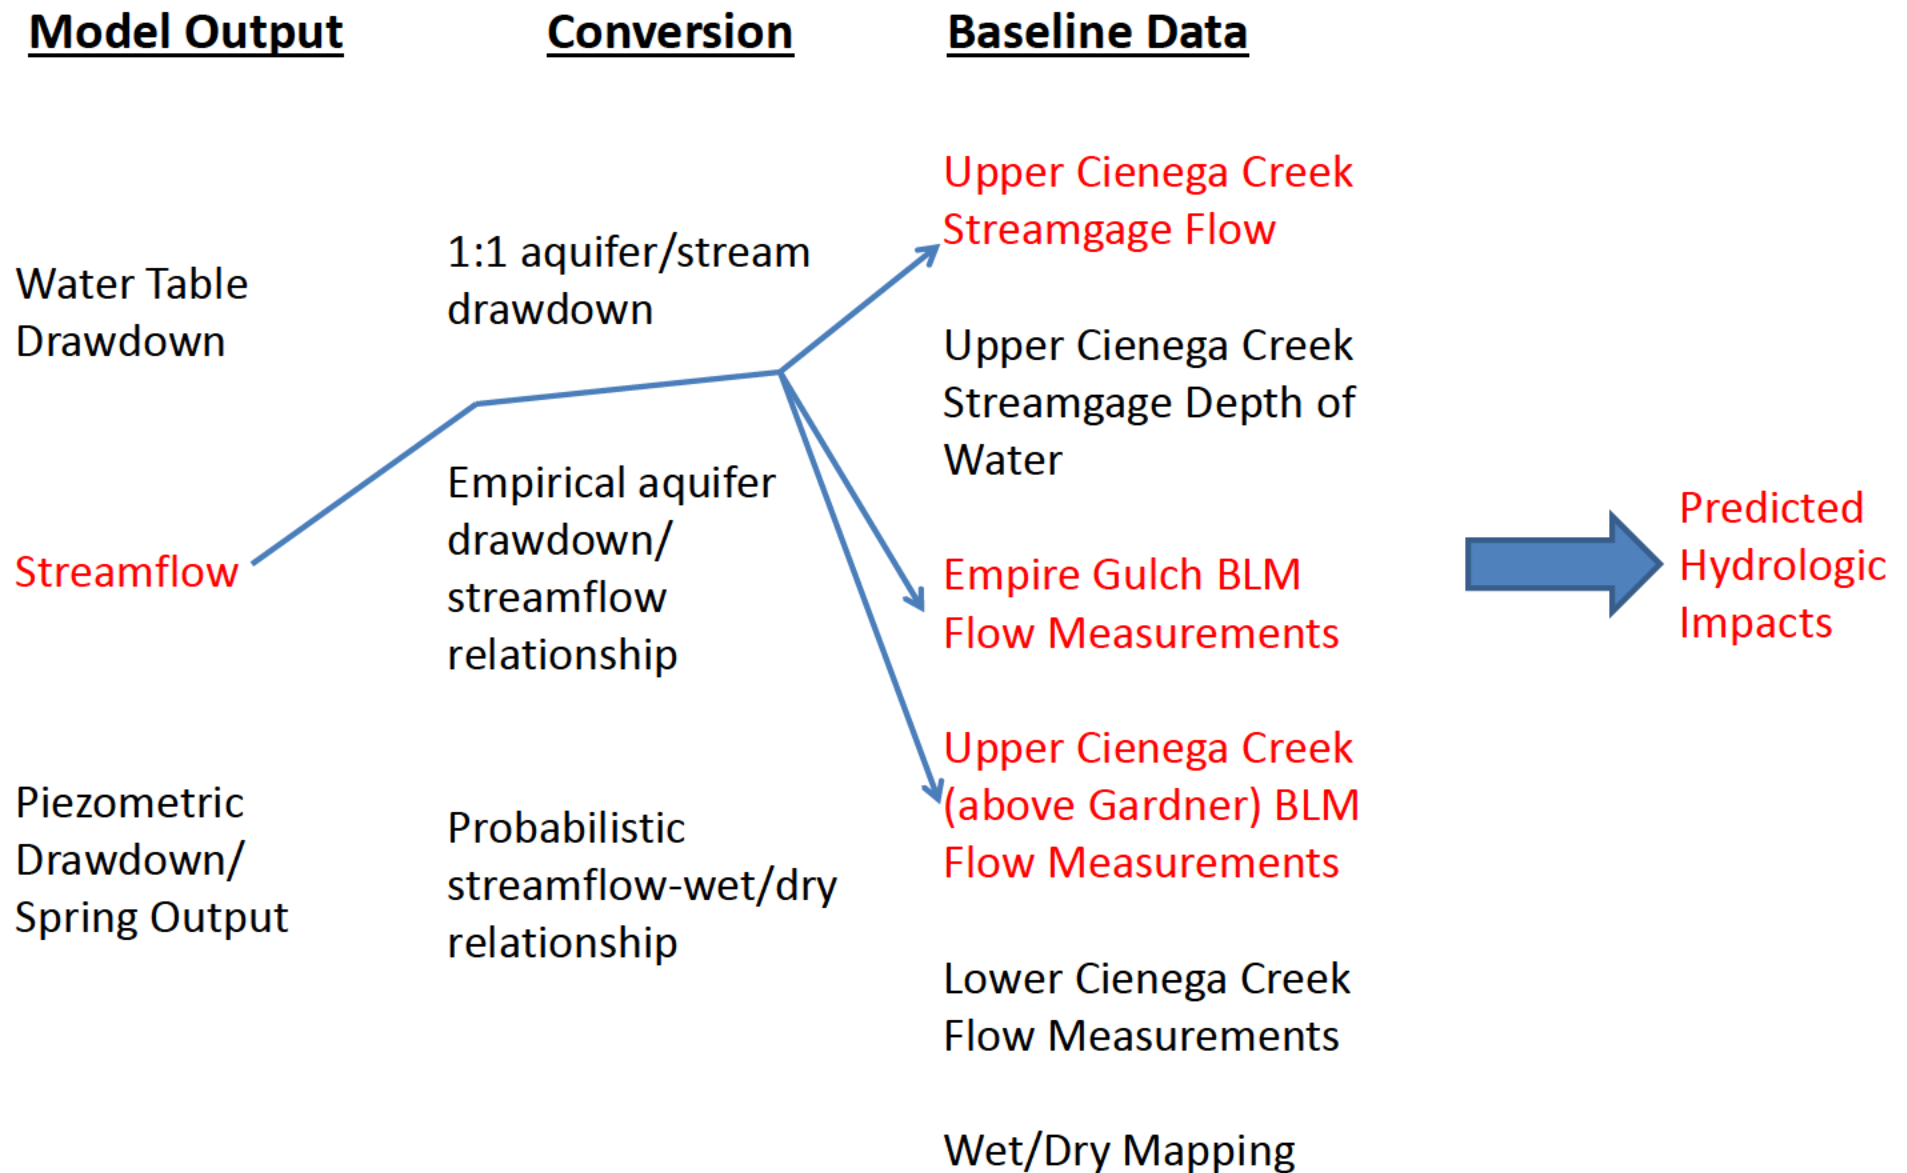 Model Output
Conversion
Baseline Data
Water Table
Drawdown
Streamflow
Piezometric
Drawdown/
Spring Output
1:1 aquifer/stream
drawdown
Empirical aquifer
drawdown/
streamflow
relationship
Probabilistic
streamflow-wet/dry
relationship
Upper Cienega Creek
Streamgage Flow
Upper Cienega Creek
Streamgage Depth of
Water
Empire Gulch BLM
Flow Measurements
Upper Cienega Creek
(above Gardner) BLM
Flow Measurements
Lower Cienega Creek
Flow Measurements
Wet/Dry Mapping
Predicted
Hydrologic
Impacts